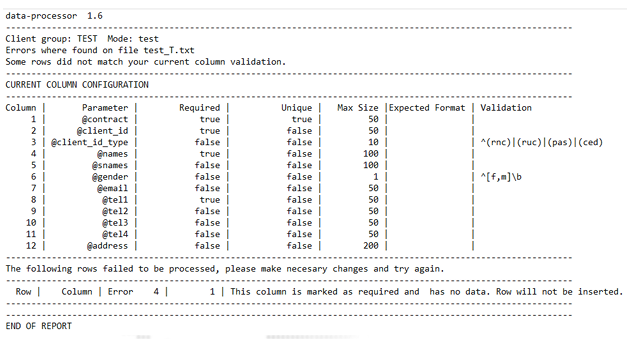 data-processor  1.6
--------------------------------------------------------------------------------
Client group: TEST  Mode: test
Errors where found on file test_T.txt
Some rows did not match your current column validation.
--------------------------------------------------------------------------------
CURRENT COLUMN CONFIGURATION
--------------------------------------------------------------------------------
Column | Parameter | Required | Unique | Max Size |Expected Format | Validation
1 | @contract | true | true | 50 | |
2 | @client_id | true | false | 50 | |
3 | @client_id_type | false | false | 10 | | ^(rnc)|(ruc)|(pas)|(ced)
4 | @names | true | false | 100 | |
5 | @snames | false | false | 100 | |
6 | @gender | false | false | 1 | | ^[f,m]\b
7 | @email | false | false | 50 | |
8 | @tel1 | true | false | 50 | |
9 | @tel2 | false | false | 50 | |
10 | @tel3 | false | false | 50 | |
11 | @tel4 | false | false | 50 | |
12 | @address | false | false | 200 | |
--------------------------------------------------------------------------------
The following rows failed to be processed, please make necesary changes and try again.
--------------------------------------------------------------------------------
Row | Column | Error 4 | 1 | This column is marked as required and  has no data. Row will not be inserted.
--------------------------------------------------------------------------------
--------------------------------------------------------------------------------
END OF REPORT